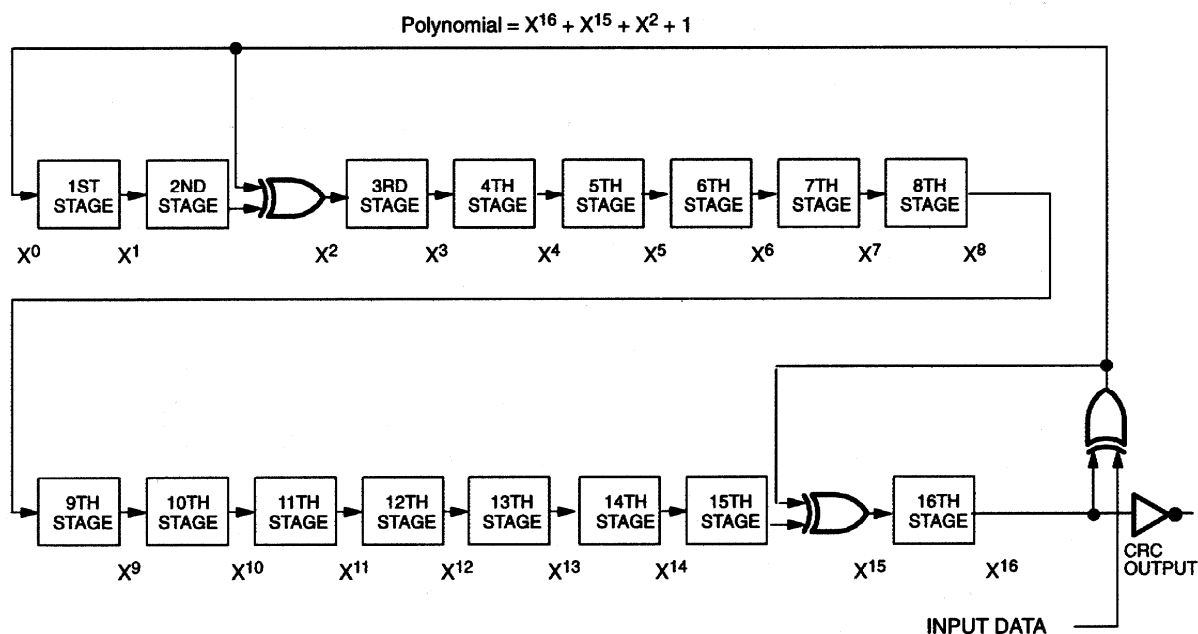 Polynomial = X¹⁶ + X¹⁵ + X² + 1
1ST STAGE
2ND STAGE
3RD STAGE
4TH STAGE
5TH STAGE
6TH STAGE
7TH STAGE
8TH STAGE
X⁰ X¹ X² X³ X⁴ X⁵ X⁶ X⁷ X⁸
9TH STAGE
10TH STAGE
11TH STAGE
12TH STAGE
13TH STAGE
14TH STAGE
15TH STAGE
16TH STAGE
X⁹ X¹⁰ X¹¹ X¹² X¹³ X¹⁴ X¹⁵ X¹⁶
CRC
OUTPUT
INPUT DATA